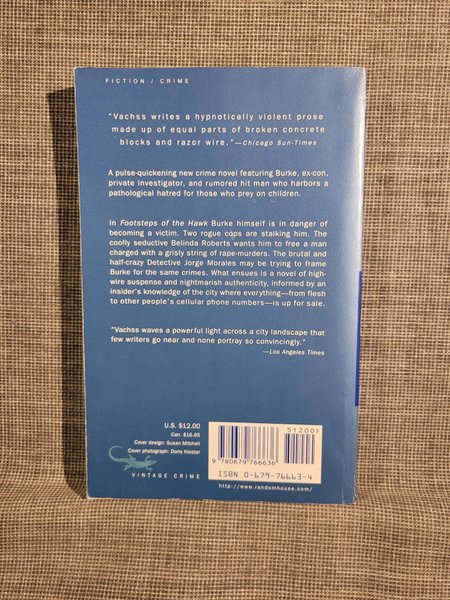 FICTION / CRIME
"Vachss writes a hypnotically violent prose
made up of equal parts of broken concrete
blocks and razor wire."—Chicago Sun-Times
A pulse-quickening new crime novel featuring Burke, ex-con,
private investigator, and rumored hit man who harbors a
pathological hatred for those who prey on children.
In Footsteps of the Hawk Burke himself is in danger of
becoming a victim. Two rogue cops are stalking him. The
coolly seductive Belinda Roberts wants him to free a man
charged with a grisly string of rape-murders. The brutal and
half-crazy Detective Jorge Morales may be trying to frame
Burke for the same crimes. What ensues is a novel of high-
wire suspense and nightmarish authenticity, informed by an
insider's knowledge of the city where everything—from flesh
to other people's cellular phone numbers—is up for sale.
"Vachss waves a powerful light across a city landscape that
few writers go near and none portray so convincingly."
—Los Angeles Times
U.S. $12.00
Can. $16.95
Cover design: Susan Mitchell
Cover photograph: Doris Kloster
VINTAGE CRIME
51200>
9 780679 766636
ISBN 0-679-76663-4
http://www.randomhouse.com/